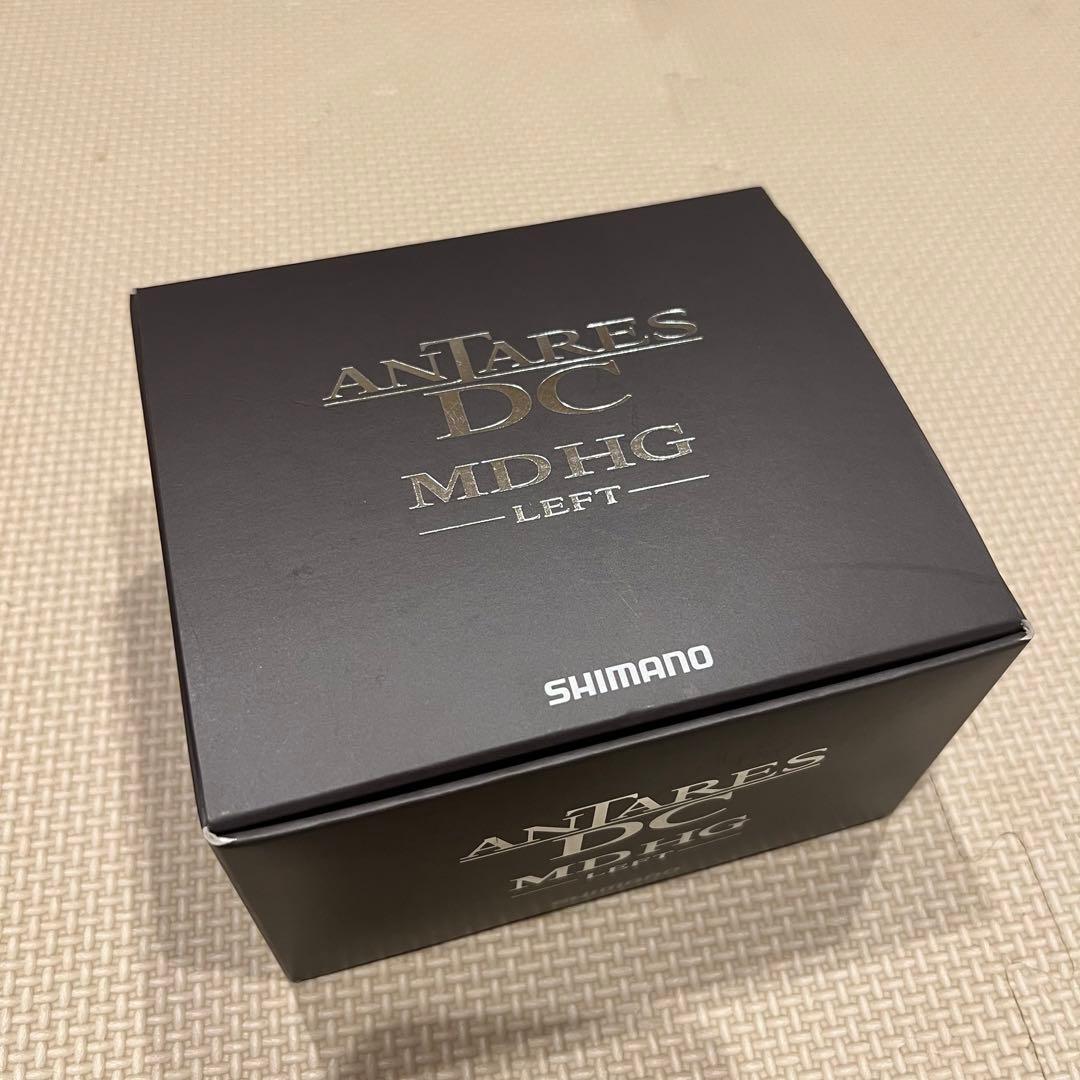 ANTARES
DC
MDHG
LEFT
SHIMANO
ANTARES
DC
MDHG
LEFT